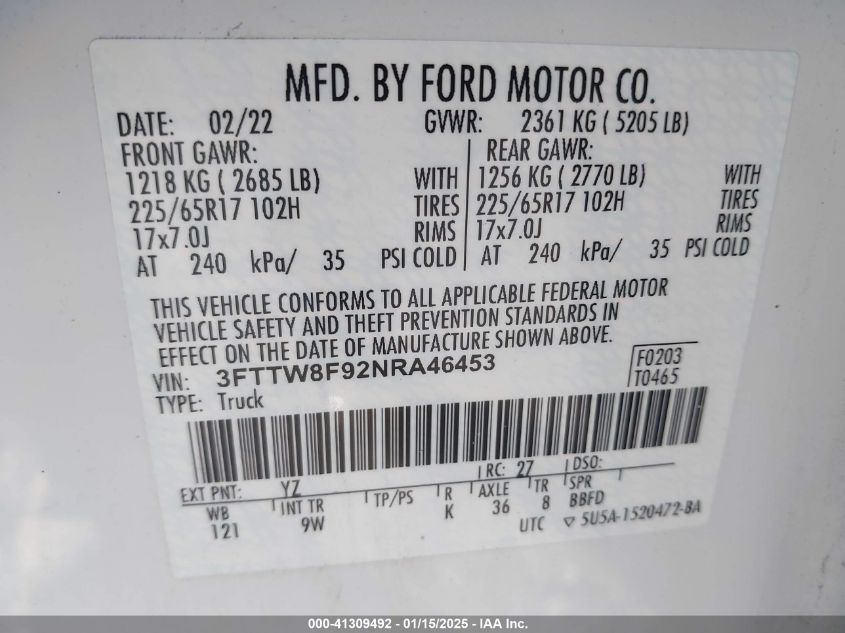 MFD. BY FORD MOTOR CO.
DATE: 02/22 GVWR: 2361 KG ( 5205 LB)
FRONT GAWR: REAR GAWR:
1218 KG ( 2685 LB) WITH 1256 KG ( 2770 LB) WITH
225/65R17 102H TIRES 225/65R17 102H TIRES
17x7.0J RIMS 17x7.0J RIMS
AT 240 kPa/ 35 PSI COLD AT 240 kPa/ 35 PSI COLD
THIS VEHICLE CONFORMS TO ALL APPLICABLE FEDERAL MOTOR
VEHICLE SAFETY AND THEFT PREVENTION STANDARDS IN
EFFECT ON THE DATE OF MANUFACTURE SHOWN ABOVE.
VIN: 3FTTW8F92NRA46453 F0203
TYPE: Truck T0465
EXT PNT: YZ RC: 27 DSO:
WB INT TR TP/PS R AXLE TR SPR
121 9W K 36 8 BBFD
UTC ▽ 5U5A-1520472-BA
000-41309492 - 01/15/2025 - IAA Inc.